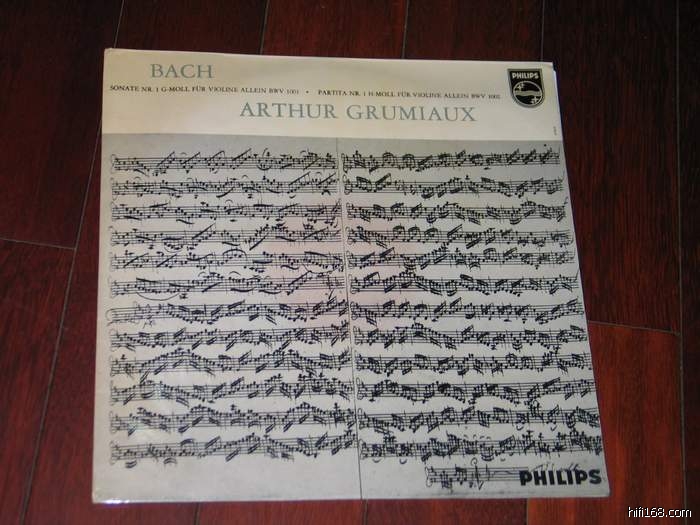 BACH
PHILIPS
SONATE NR. 1 G-MOLL FÜR VIOLINE ALLEIN BWV 1001 • PARTITA NR. 1 H-MOLL FÜR VIOLINE ALLEIN BWV 1002
ARTHUR GRUMIAUX
PHILIPS
hifi168.com